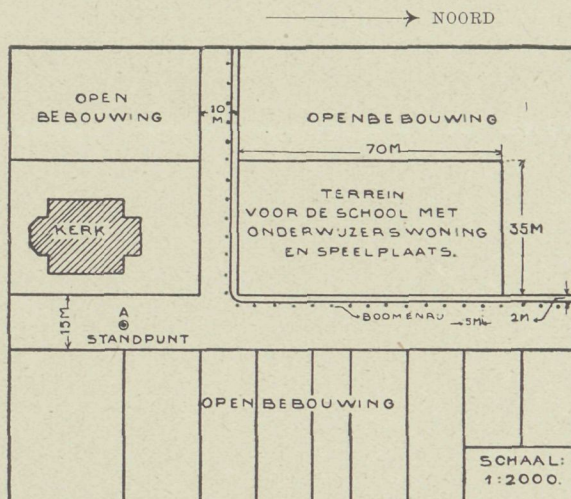 NOORD
OPEN
BEBOUWING
10
M
OPENBEBOUWING
70M
TERREIN
VOOR DE SCHOOL MET
ONDERWIJZERSWONING
EN SPEELPLAATS.
35M
KERK
15M
A
STANDPUNT
BOOMENRIJ
5M
2M
OPEN BEBOUWING
SCHAAL:
1:2000.